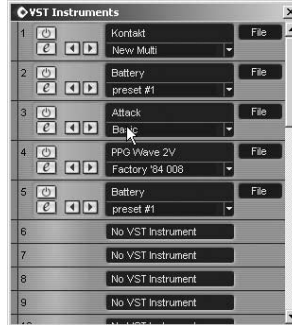 VST Instruments
1 Kontakt File
e New Multi
2 Battery File
e preset #1
3 Attack File
e Basic
4 PPG Wave 2V File
e Factory '84 008
5 Battery File
e preset #1
6 No VST Instrument
7 No VST Instrument
8 No VST Instrument
9 No VST Instrument